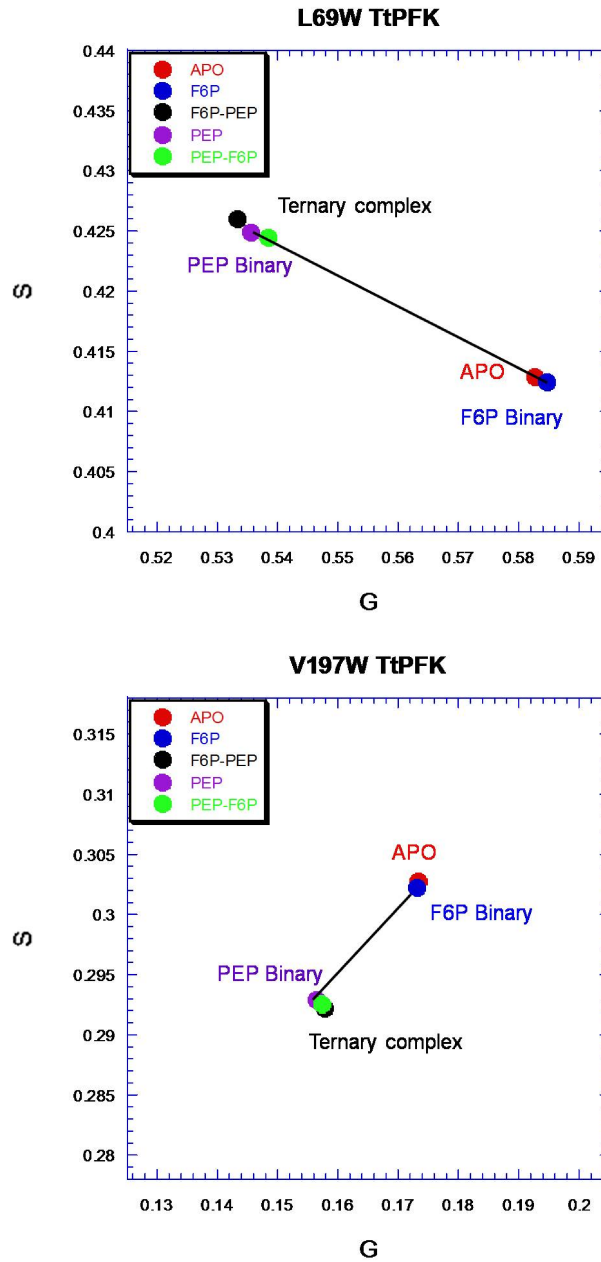 L69W TtPFK
0.44
0.435
0.43
0.425
0.42
0.415
0.41
0.405
0.4
S
APO
F6P
F6P-PEP
PEP
PEP-F6P
Ternary complex
PEP Binary
APO
F6P Binary
0.52 0.53 0.54 0.55 0.56 0.57 0.58 0.59
G
V197W TtPFK
0.315
0.31
0.305
0.3
0.295
0.29
0.285
0.28
S
APO
F6P
F6P-PEP
PEP
PEP-F6P
APO
F6P Binary
PEP Binary
Ternary complex
0.13 0.14 0.15 0.16 0.17 0.18 0.19 0.2
G